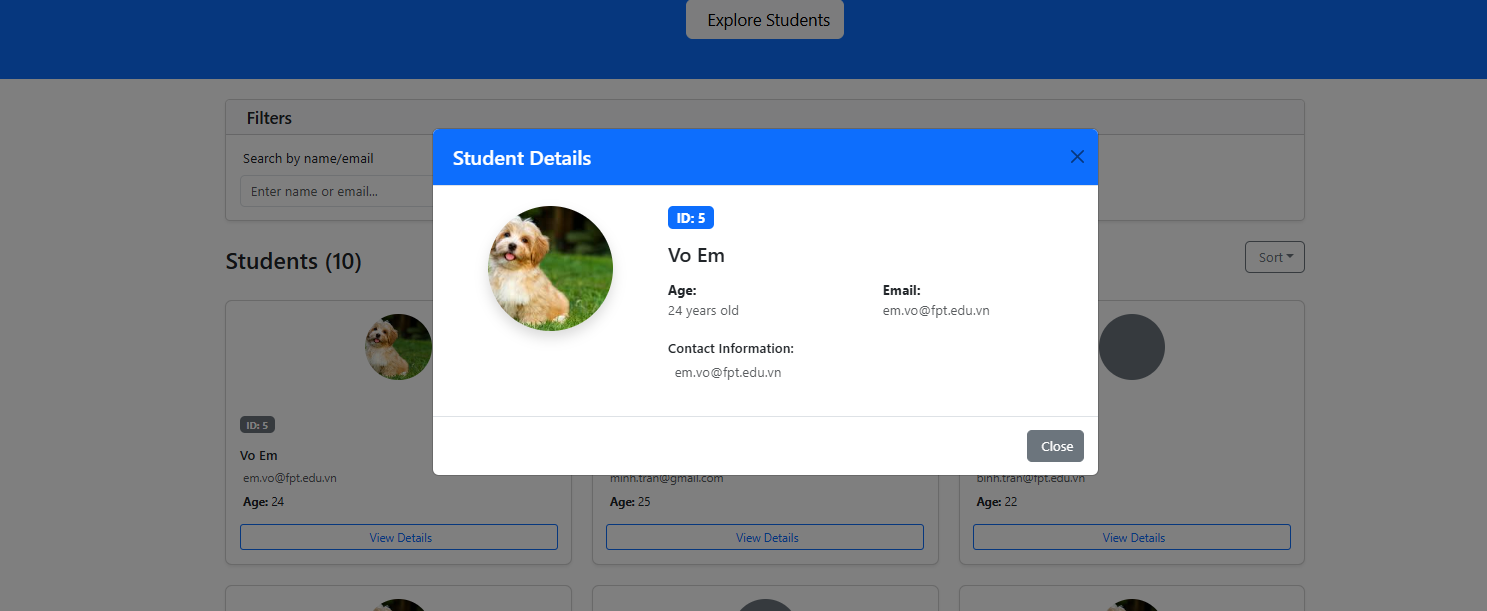 Explore Students
Filters
Search by name/email
Enter name or email...
Student Details
ID: 5
Vo Em
Age:
24 years old
Email:
em.vo@fpt.edu.vn
Contact Information:
em.vo@fpt.edu.vn
Close
Students (10)
Sort
ID: 5
Vo Em
em.vo@fpt.edu.vn
Age: 24
View Details
minh.tran@gmail.com
Age: 25
View Details
binh.tran@fpt.edu.vn
Age: 22
View Details